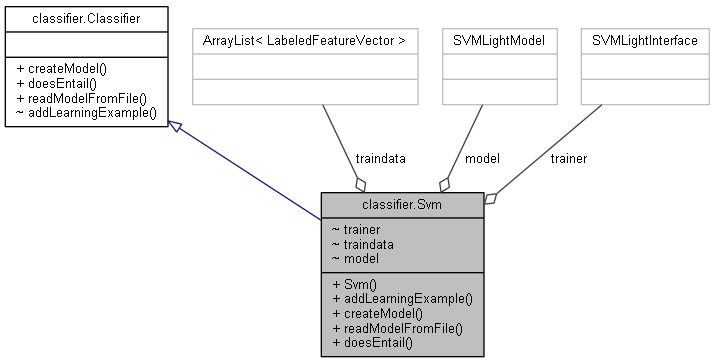 classifier.Classifier
+ createModel()
+ doesEntail()
+ readModelFromFile()
~ addLearningExample()
ArrayList< LabeledFeatureVector >
SVMLightModel
SVMLightInterface
traindata
model
trainer
classifier.Svm
~ trainer
~ traindata
~ model
+ Svm()
+ addLearningExample()
+ createModel()
+ readModelFromFile()
+ doesEntail()